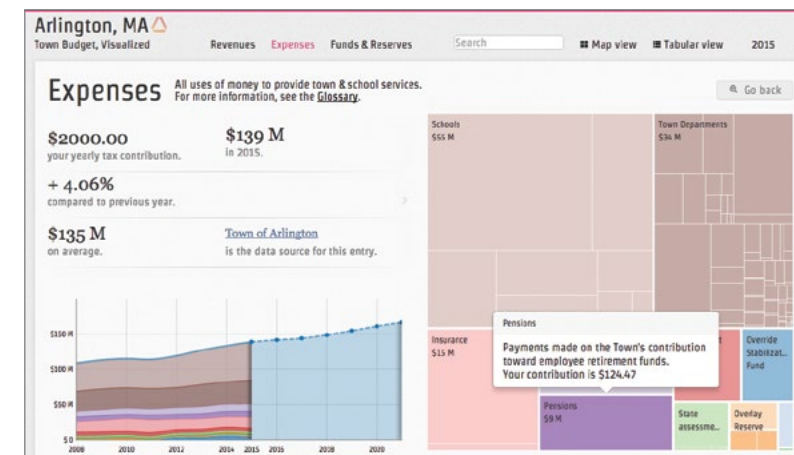 Arlington, MA
Town Budget, Visualized
Revenues Expenses Funds & Reserves
Search
Map view
Tabular view
2015
Expenses
All uses of money to provide town & school services.
For more information, see the Glossary.
Go back
$2000.00
your yearly tax contribution.
$139 M
in 2015.
+ 4.06%
compared to previous year.
$135 M
on average.
Town of Arlington
is the data source for this entry.
$150 M
$100 M
$50 M
$0
2008 2010 2012 2014 2015 2016 2018 2020
Schools
$55 M
Town Departments
$34 M
Insurance
$15 M
Pensions
Payments made on the Town's contribution
toward employee retirement funds.
Your contribution is $124.47
Override
Stabilizat...
Fund
Pensions
$9 M
State
assessme...
Overlay
Reserve